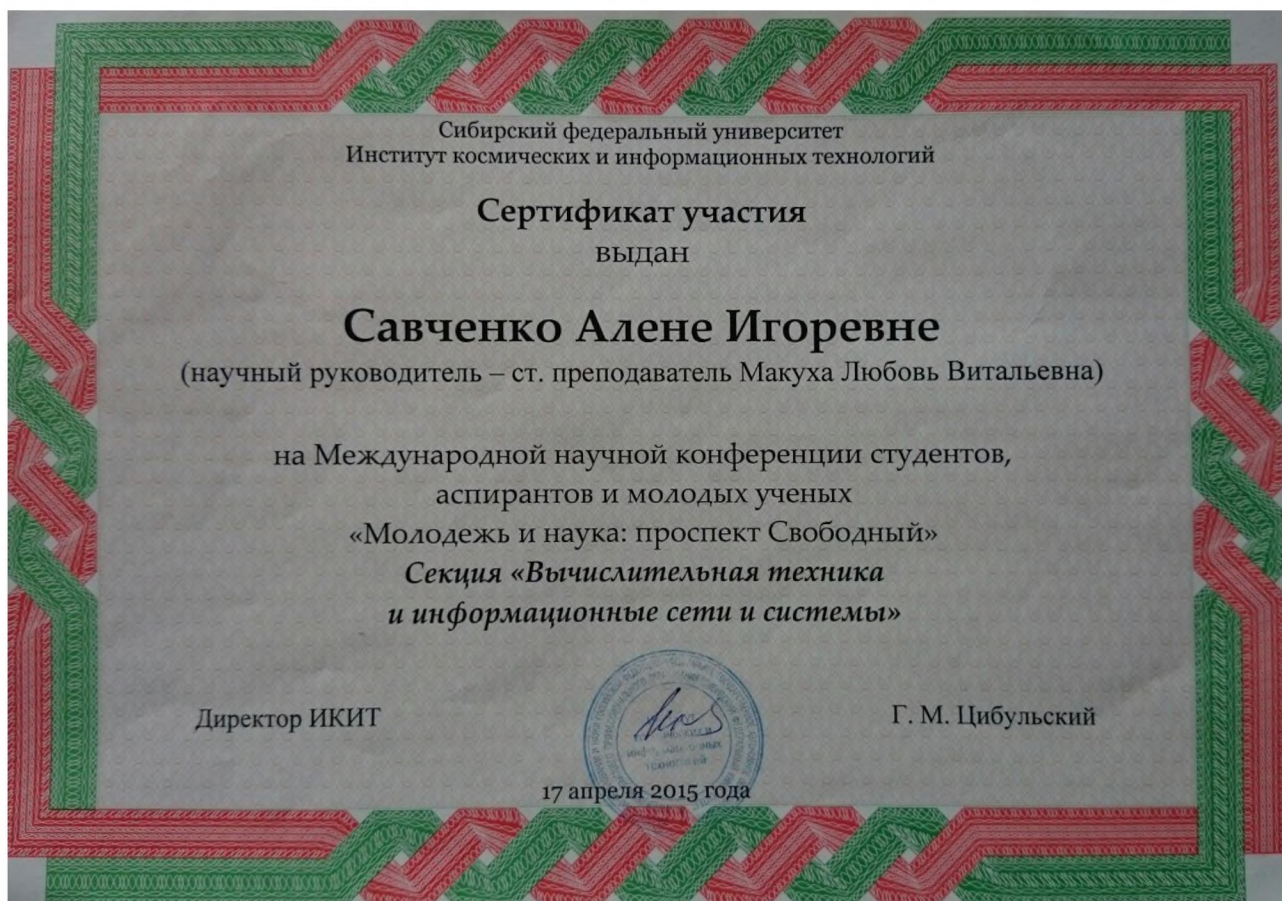 Сибирский федеральный университет
Институт космических и информационных технологий
Сертификат участия
выдан
Савченко Алене Игоревне
(научный руководитель – ст. преподаватель Макуха Любовь Витальевна)
на Международной научной конференции студентов,
аспирантов и молодых ученых
«Молодежь и наука: проспект Свободный»
Секция «Вычислительная техника
и информационные сети и системы»
Директор ИКИТ
Г. М. Цибульский
информационных
технологий
17 апреля 2015 года